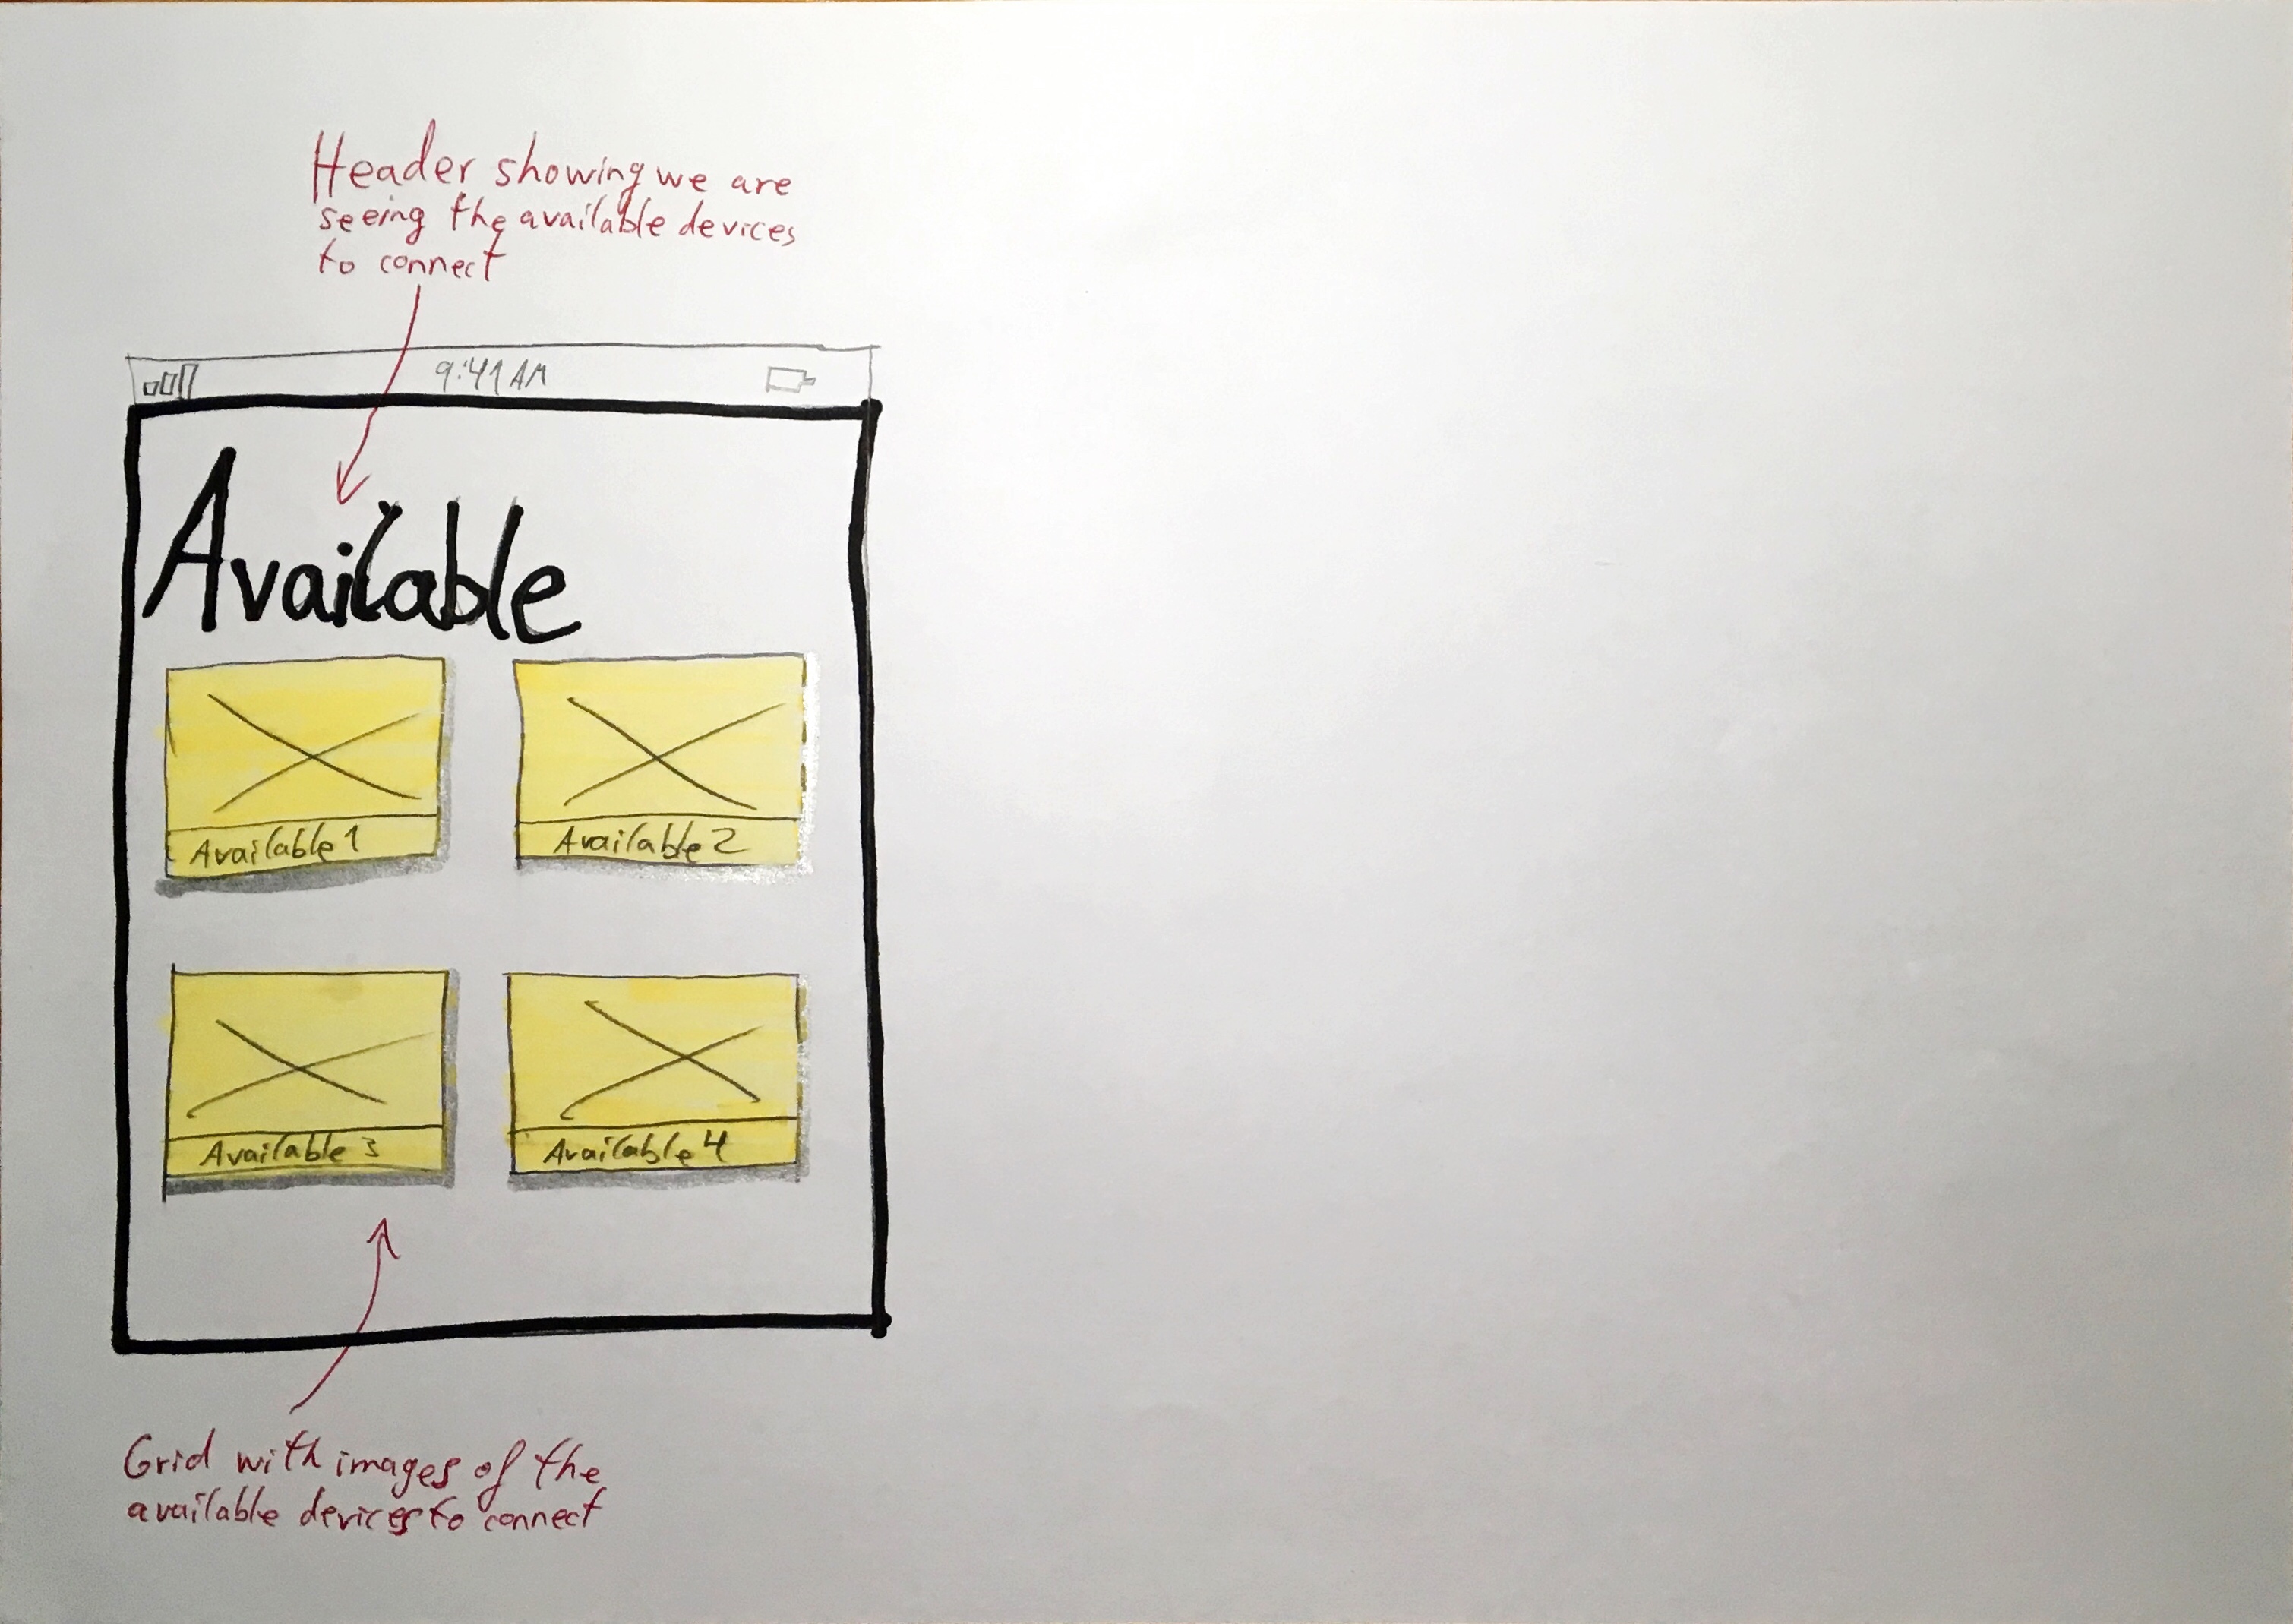 Header showing we are
seeing the available devices
to connect
9:41 AM
Available
Available 1
Available 2
Available 3
Available 4
Grid with images of the
available devices to connect